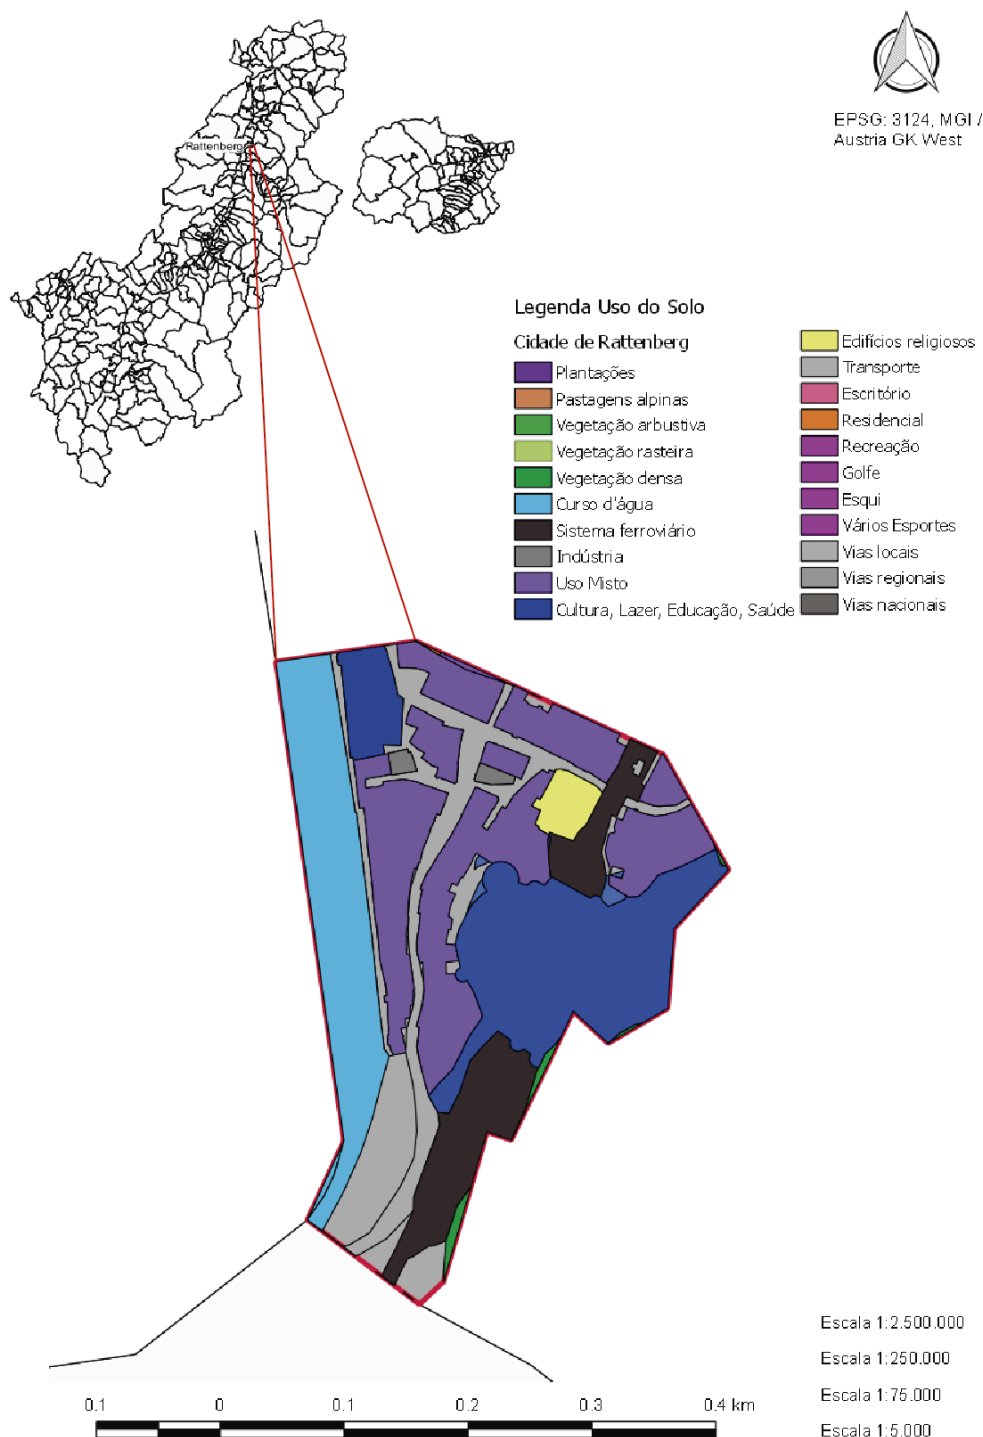 EPSG: 3124, MGI /
Austria GK West
Rattenberg
Legenda Uso do Solo
Cidade de Rattenberg
Plantações
Pastagens alpinas
Vegetação arbustiva
Vegetação rasteira
Vegetação densa
Curso d'água
Sistema ferroviário
Indústria
Uso Misto
Cultura, Lazer, Educação, Saúde
Edifícios religiosos
Transporte
Escritório
Residencial
Recreação
Golfe
Esqui
Vários Esportes
Vias locais
Vias regionais
Vias nacionais
Escala 1:2.500.000
Escala 1:250.000
Escala 1:75.000
Escala 1:5.000
0.1 0 0.1 0.2 0.3 0.4 km